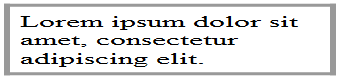 Lorem ipsum dolor sit
amet, consectetur
adipiscing elit.